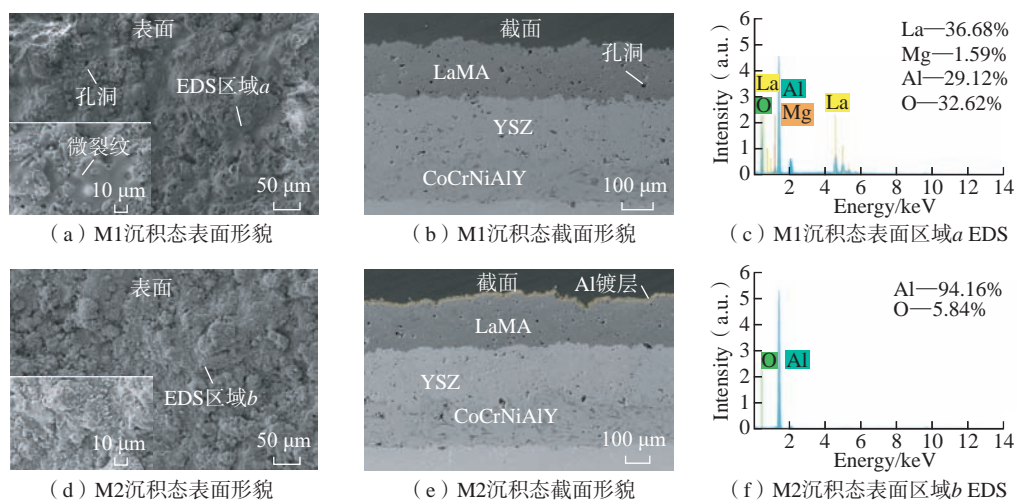 表面
孔洞
EDS区域a
微裂纹
10 μm
50 μm
(a) M1沉积态表面形貌
截面
LaMA
孔洞
YSZ
CoCrNiAlY
100 μm
(b) M1沉积态截面形貌
Intensity (a.u.)
6
5
4
3
2
1
0
La
O
Al
Mg
La
La—36.68%
Mg—1.59%
Al—29.12%
O—32.62%
2 4 6 8 10 12 14
Energy/keV
(c) M1沉积态表面区域a EDS
表面
EDS区域b
10 μm
50 μm
(d) M2沉积态表面形貌
截面
Al镀层
LaMA
YSZ
CoCrNiAlY
100 μm
(e) M2沉积态截面形貌
Intensity (a.u.)
6
5
4
3
2
1
0
O
Al
Al—94.16%
O—5.84%
2 4 6 8 10 12 14
Energy/keV
(f) M2沉积态表面区域b EDS